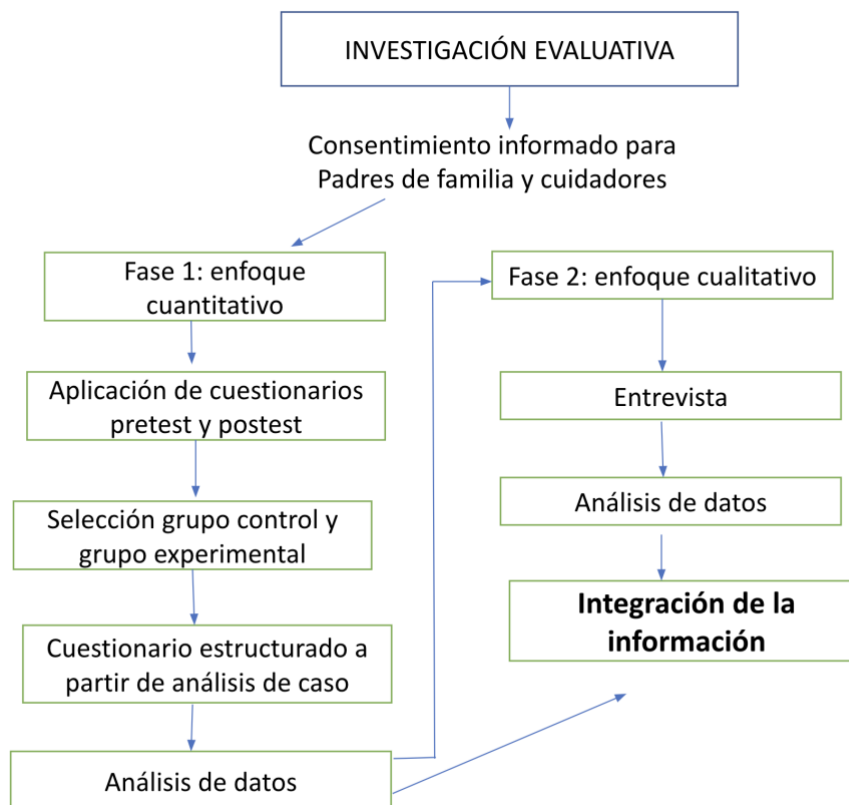 INVESTIGACIÓN EVALUATIVA
Consentimiento informado para
Padres de familia y cuidadores
Fase 1: enfoque
cuantitativo
Aplicación de cuestionarios
pretest y postest
Selección grupo control y
grupo experimental
Cuestionario estructurado a
partir de análisis de caso
Análisis de datos
Fase 2: enfoque cualitativo
Entrevista
Análisis de datos
Integración de la
información